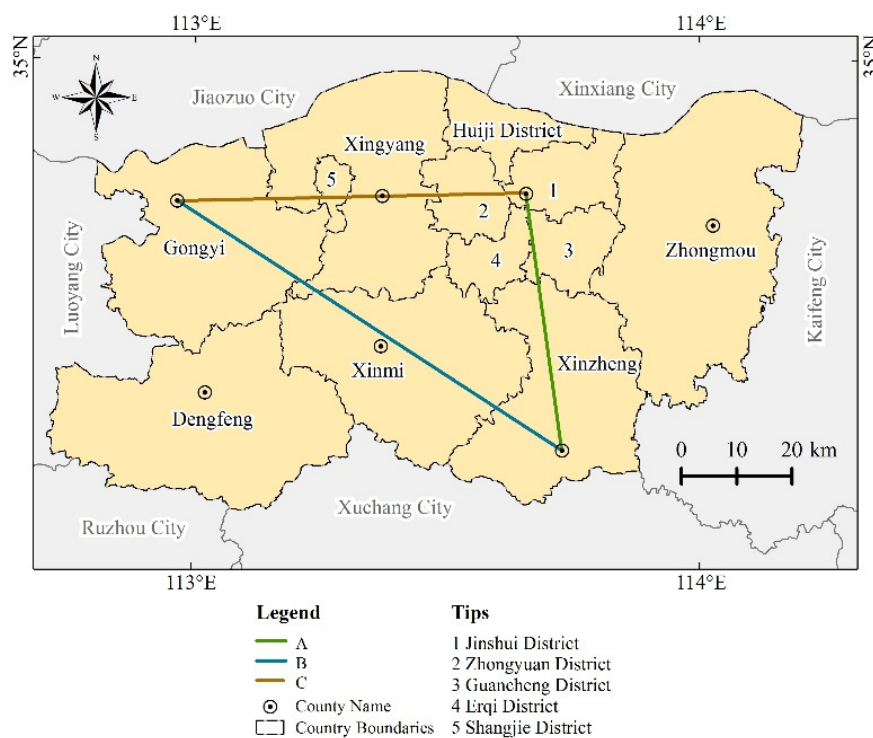 113°E 114°E
35°N 35°N
N
W E
S
Jiaozuo City
Xinxiang City
Huiji District
Xingyang
5
1
2
3
4
Gongyi
Zhongmou
Luoyang City
Kaifeng City
Xinmi
Xinzheng
Dengfeng
0 10 20 km
Xuchang City
Ruzhou City
113°E 114°E
Legend
A
B
C
County Name
Country Boundaries
Tips
1 Jinshui District
2 Zhongyuan District
3 Guancheng District
4 Erqi District
5 Shangjie District